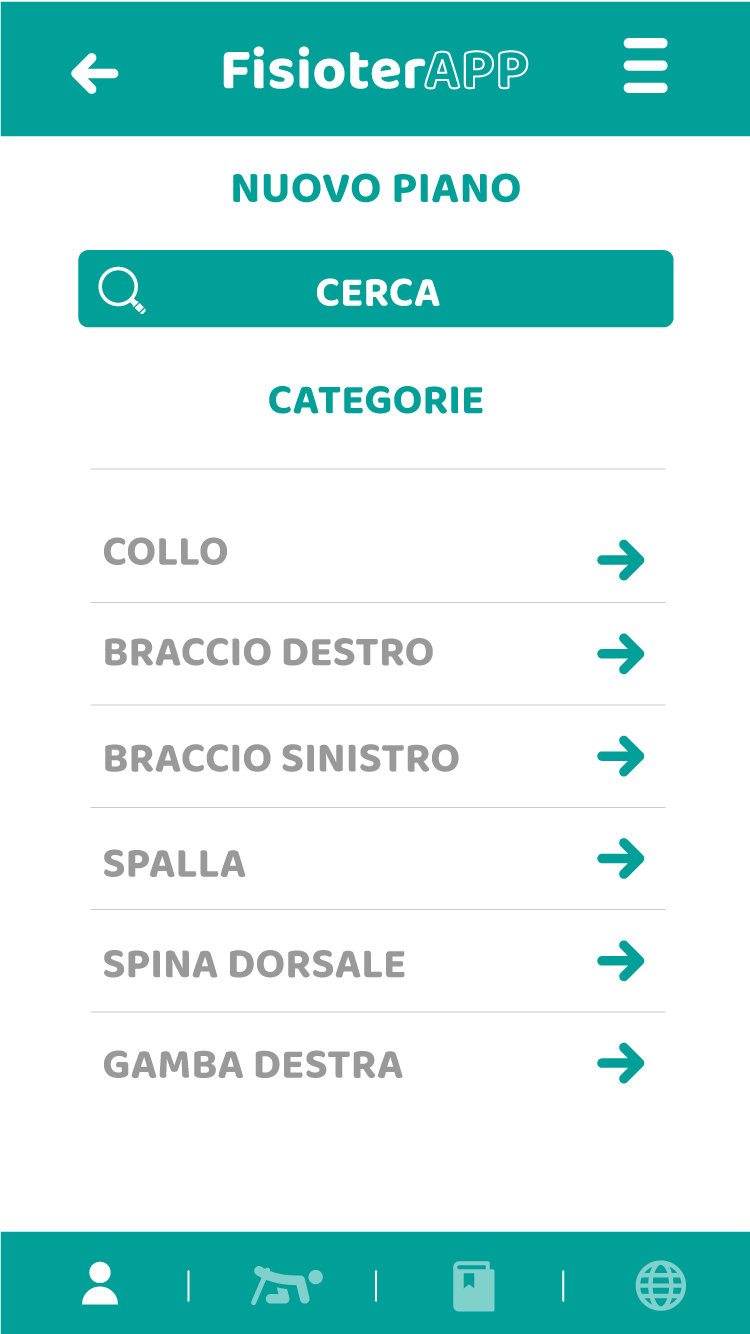 FisioterAPP
NUOVO PIANO
CERCA
CATEGORIE
COLLO
BRACCIO DESTRO
BRACCIO SINISTRO
SPALLA
SPINA DORSALE
GAMBA DESTRA